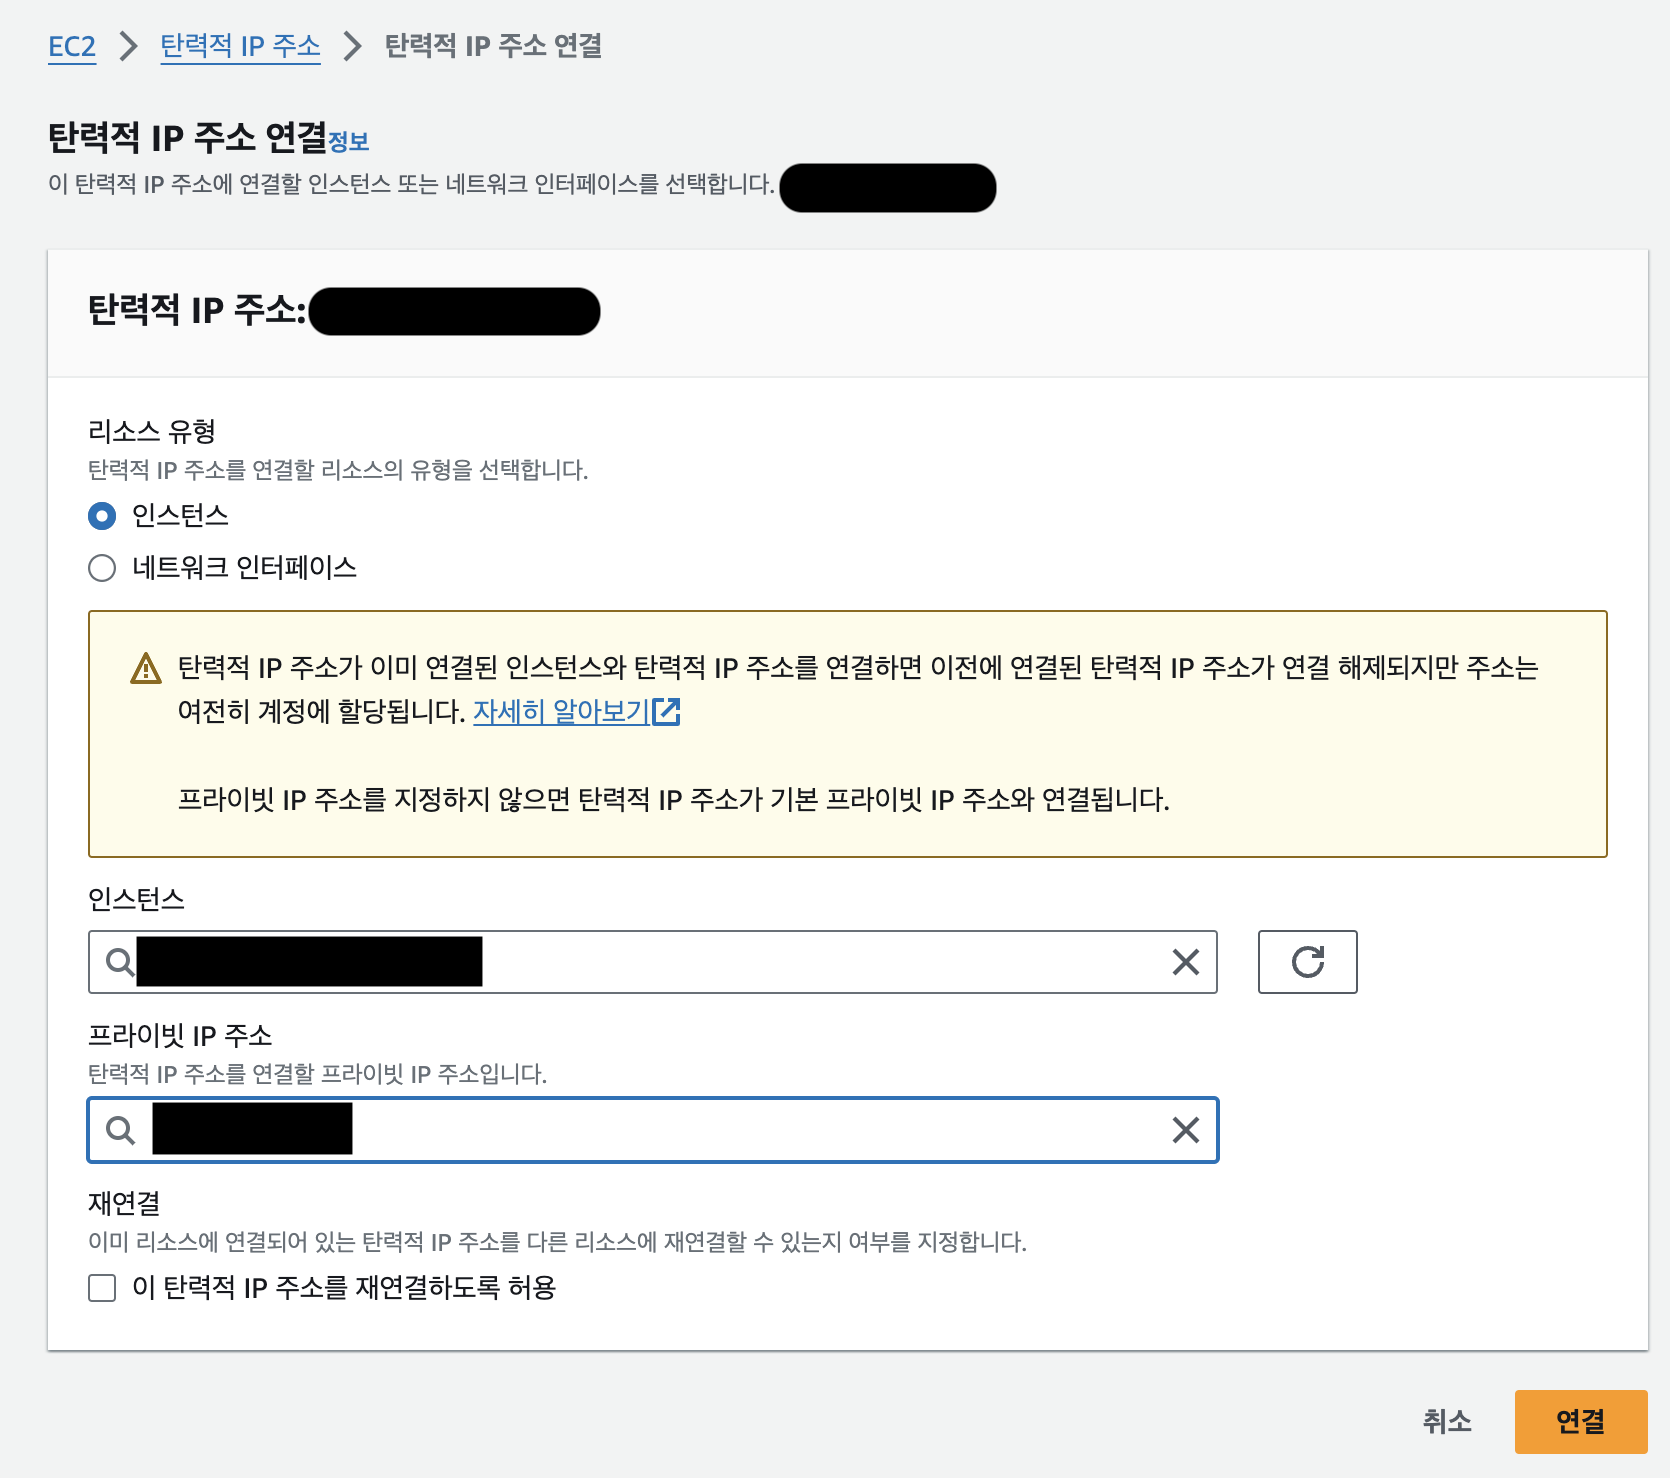 EC2 > 탄력적 IP 주소 > 탄력적 IP 주소 연결
탄력적 IP 주소 연결정보
이 탄력적 IP 주소에 연결할 인스턴스 또는 네트워크 인터페이스를 선택합니다.
탄력적 IP 주소:
리소스 유형
탄력적 IP 주소를 연결할 리소스의 유형을 선택합니다.
인스턴스
네트워크 인터페이스
탄력적 IP 주소가 이미 연결된 인스턴스와 탄력적 IP 주소를 연결하면 이전에 연결된 탄력적 IP 주소가 연결 해제되지만 주소는
여전히 계정에 할당됩니다. 자세히 알아보기
프라이빗 IP 주소를 지정하지 않으면 탄력적 IP 주소가 기본 프라이빗 IP 주소와 연결됩니다.
인스턴스
프라이빗 IP 주소
탄력적 IP 주소를 연결할 프라이빗 IP 주소입니다.
재연결
이미 리소스에 연결되어 있는 탄력적 IP 주소를 다른 리소스에 재연결할 수 있는지 여부를 지정합니다.
이 탄력적 IP 주소를 재연결하도록 허용
취소 연결